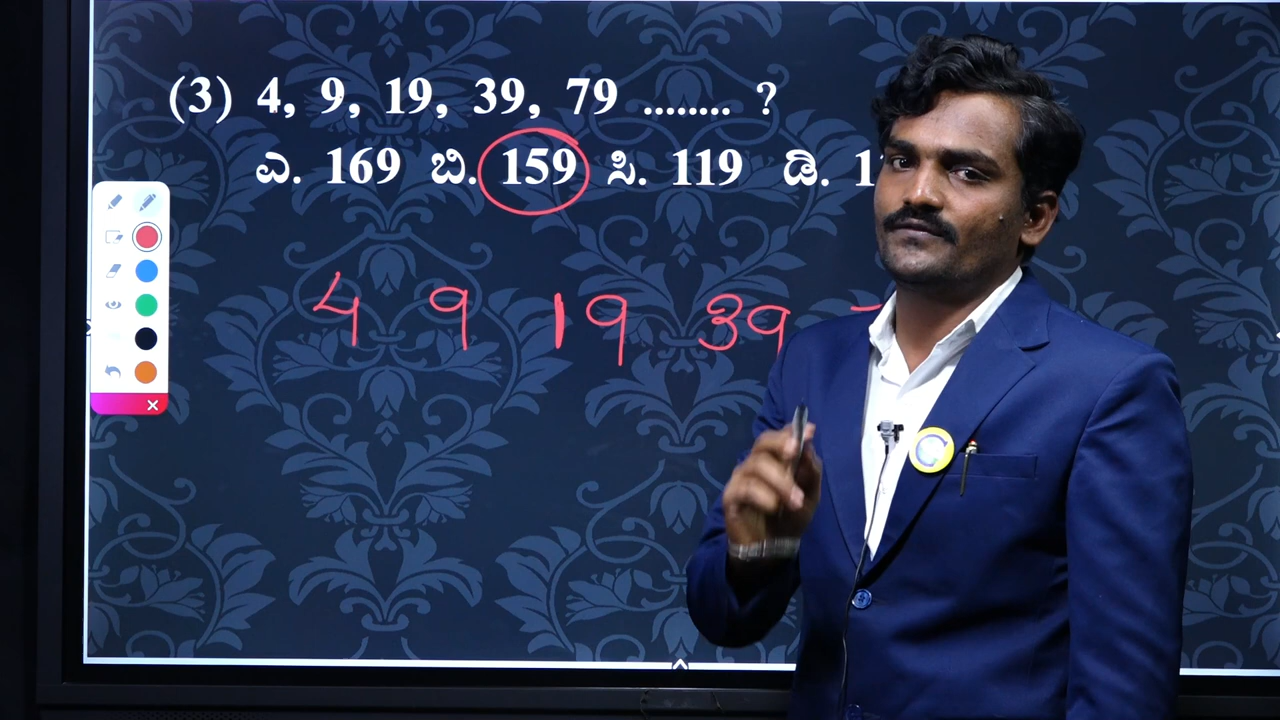 (3) 4, 9, 19, 39, 79 ........ ?
ಎ. 169 ಬಿ. 159 ಸಿ. 119 ಡಿ.
4 9 19 39